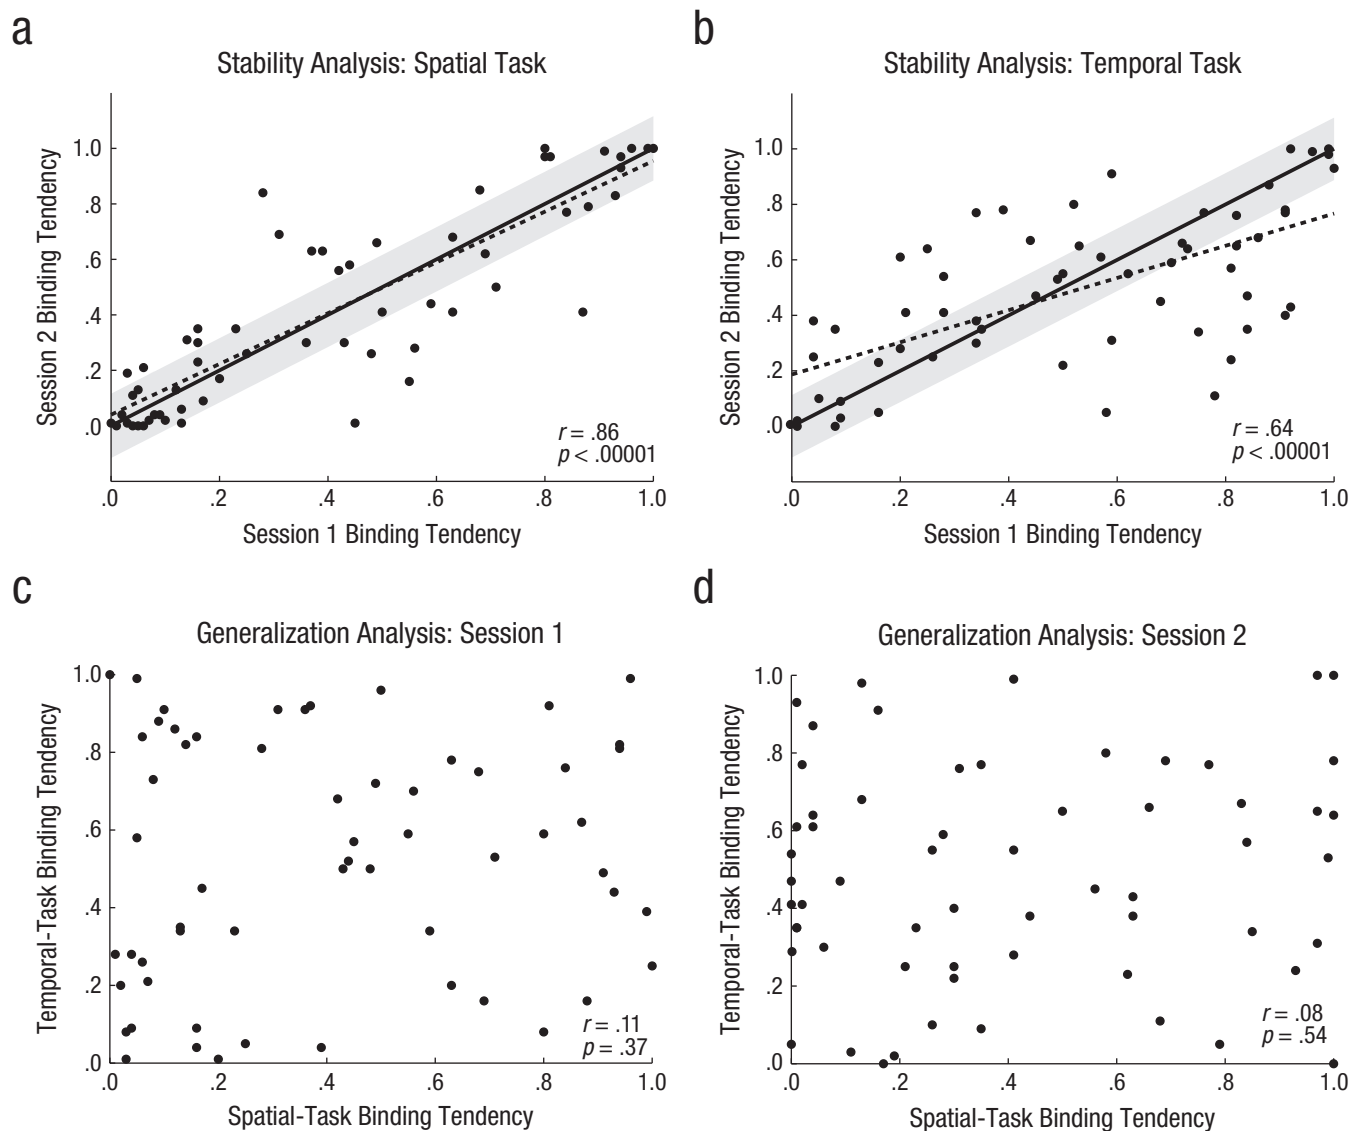 a
Stability Analysis: Spatial Task
Session 2 Binding Tendency
1.0
.8
.6
.4
.2
.0
r = .86
p < .00001
.0 .2 .4 .6 .8 1.0
Session 1 Binding Tendency
b
Stability Analysis: Temporal Task
Session 2 Binding Tendency
1.0
.8
.6
.4
.2
.0
r = .64
p < .00001
.0 .2 .4 .6 .8 1.0
Session 1 Binding Tendency
c
Generalization Analysis: Session 1
Temporal-Task Binding Tendency
1.0
.8
.6
.4
.2
.0
r = .11
p = .37
.0 .2 .4 .6 .8 1.0
Spatial-Task Binding Tendency
d
Generalization Analysis: Session 2
Temporal-Task Binding Tendency
1.0
.8
.6
.4
.2
.0
r = .08
p = .54
.0 .2 .4 .6 .8 1.0
Spatial-Task Binding Tendency